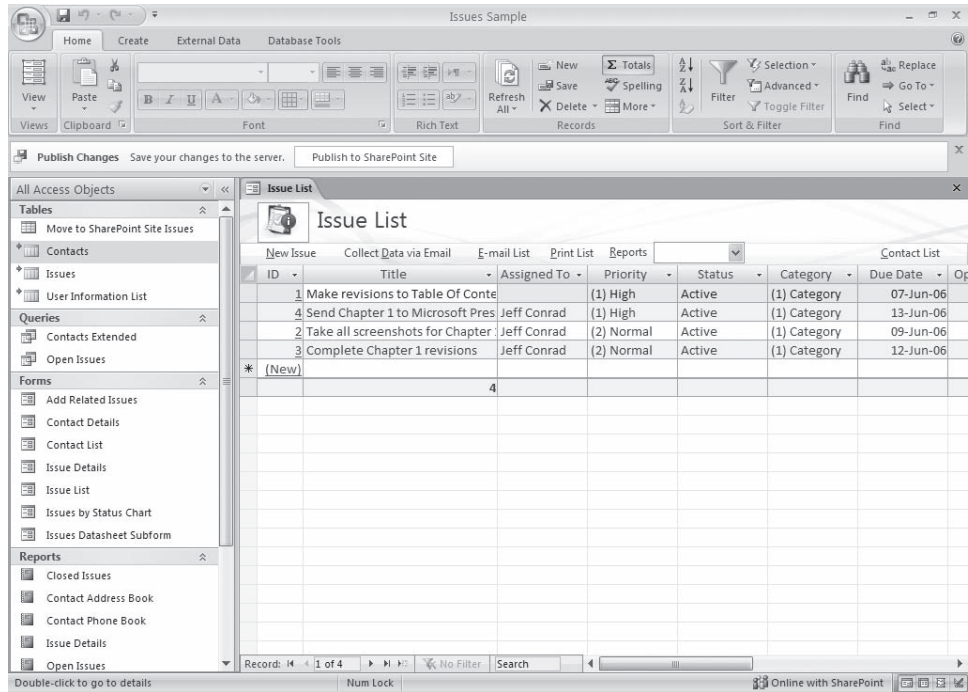 Issues Sample
Home Create External Data Database Tools
View
Paste
B I U A
ab
Refresh All
New
Save
Delete
Σ Totals
Spelling
More
Filter
Selection
Advanced
Toggle Filter
Find
Replace
Go To
Select
Views Clipboard Font Rich Text Records Sort & Filter Find
Publish Changes Save your changes to the server. Publish to SharePoint Site
All Access Objects
Tables
Move to SharePoint Site Issues
Contacts
Issues
User Information List
Queries
Contacts Extended
Open Issues
Forms
Add Related Issues
Contact Details
Contact List
Issue Details
Issue List
Issues by Status Chart
Issues Datasheet Subform
Reports
Closed Issues
Contact Address Book
Contact Phone Book
Issue Details
Open Issues
Issue List
Issue List
New Issue Collect Data via Email E-mail List Print List Reports Contact List
ID Title Assigned To Priority Status Category Due Date Op
1 Make revisions to Table Of Conte (1) High Active (1) Category 07-Jun-06
4 Send Chapter 1 to Microsoft Pres Jeff Conrad (1) High Active (1) Category 13-Jun-06
2 Take all screenshots for Chapter Jeff Conrad (2) Normal Active (1) Category 09-Jun-06
3 Complete Chapter 1 revisions Jeff Conrad (2) Normal Active (1) Category 12-Jun-06
* (New)
4
Record: 1 of 4 No Filter Search
Double-click to go to details Num Lock Online with SharePoint